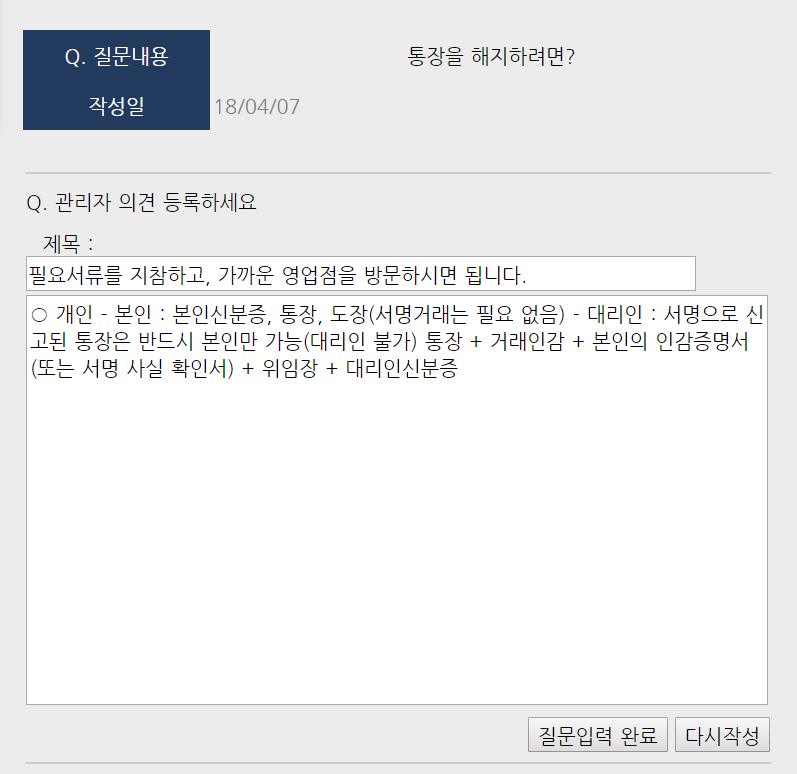 Q. 질문내용 통장을 해지하려면?
작성일 18/04/07
Q. 관리자 의견 등록하세요
제목 :
필요서류를 지참하고, 가까운 영업점을 방문하시면 됩니다.
○ 개인 - 본인 : 본인신분증, 통장, 도장(서명거래는 필요 없음) - 대리인 : 서명으로 신
고된 통장은 반드시 본인만 가능(대리인 불가) 통장 + 거래인감 + 본인의 인감증명서
(또는 서명 사실 확인서) + 위임장 + 대리인신분증
질문입력 완료 다시작성